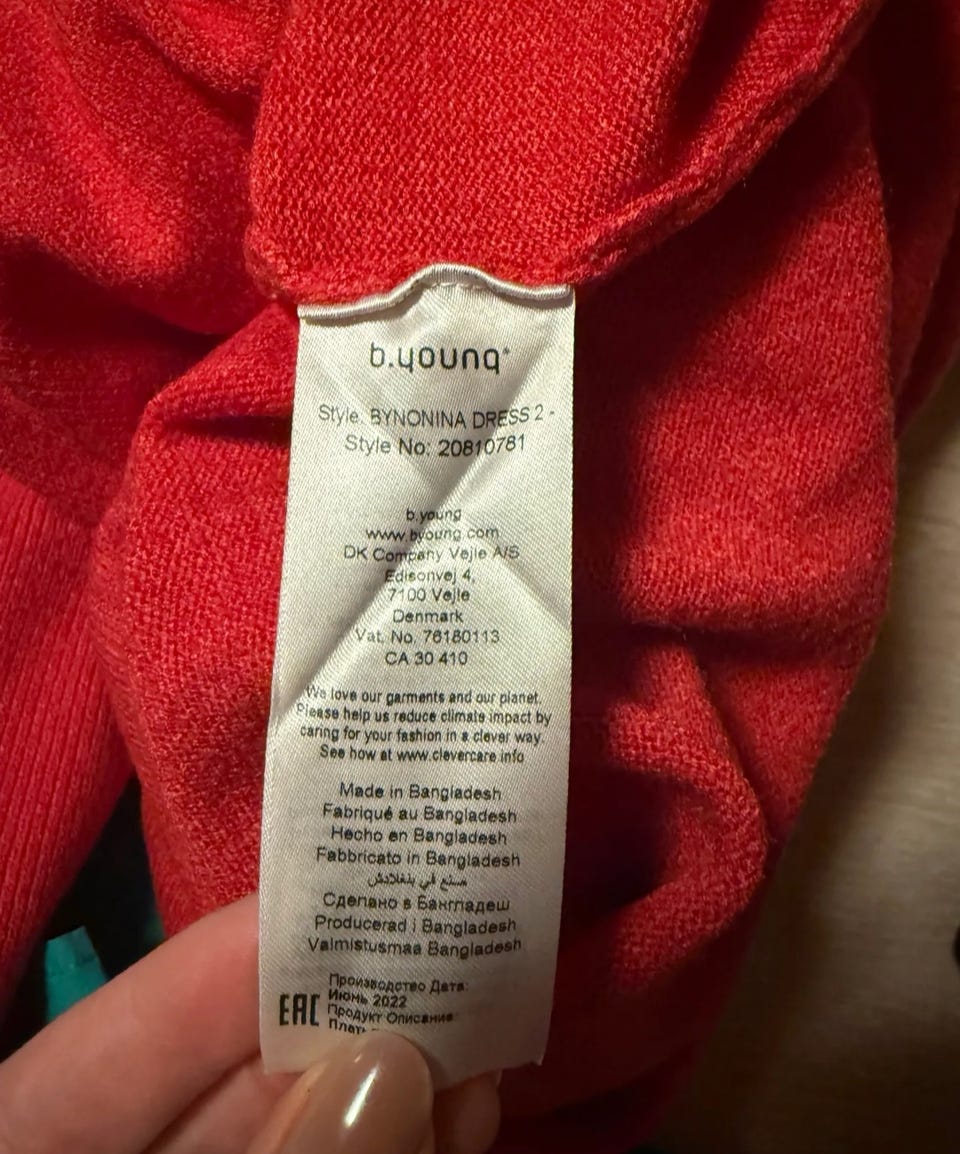 b.young®
Style. BYNONINA DRESS 2 -
Style No: 20810781
b.young
www.byoung.com
DK Company Vejle A/S
Edisonvej 4,
7100 Vejle
Denmark
Vat. No. 76180113
CA 30 410
We love our garments and our planet.
Please help us reduce climate impact by
caring for your fashion in a clever way.
See how at www.clevercare.info
Made in Bangladesh
Fabriqué au Bangladesh
Hecho en Bangladesh
Fabbricato in Bangladesh
صنع في بنغلادش
Сделано в Бангладеш
Producerad i Bangladesh
Valmistusmaa Bangladesh
Производство Дата:
Июнь 2022
EAC Продукт Описание